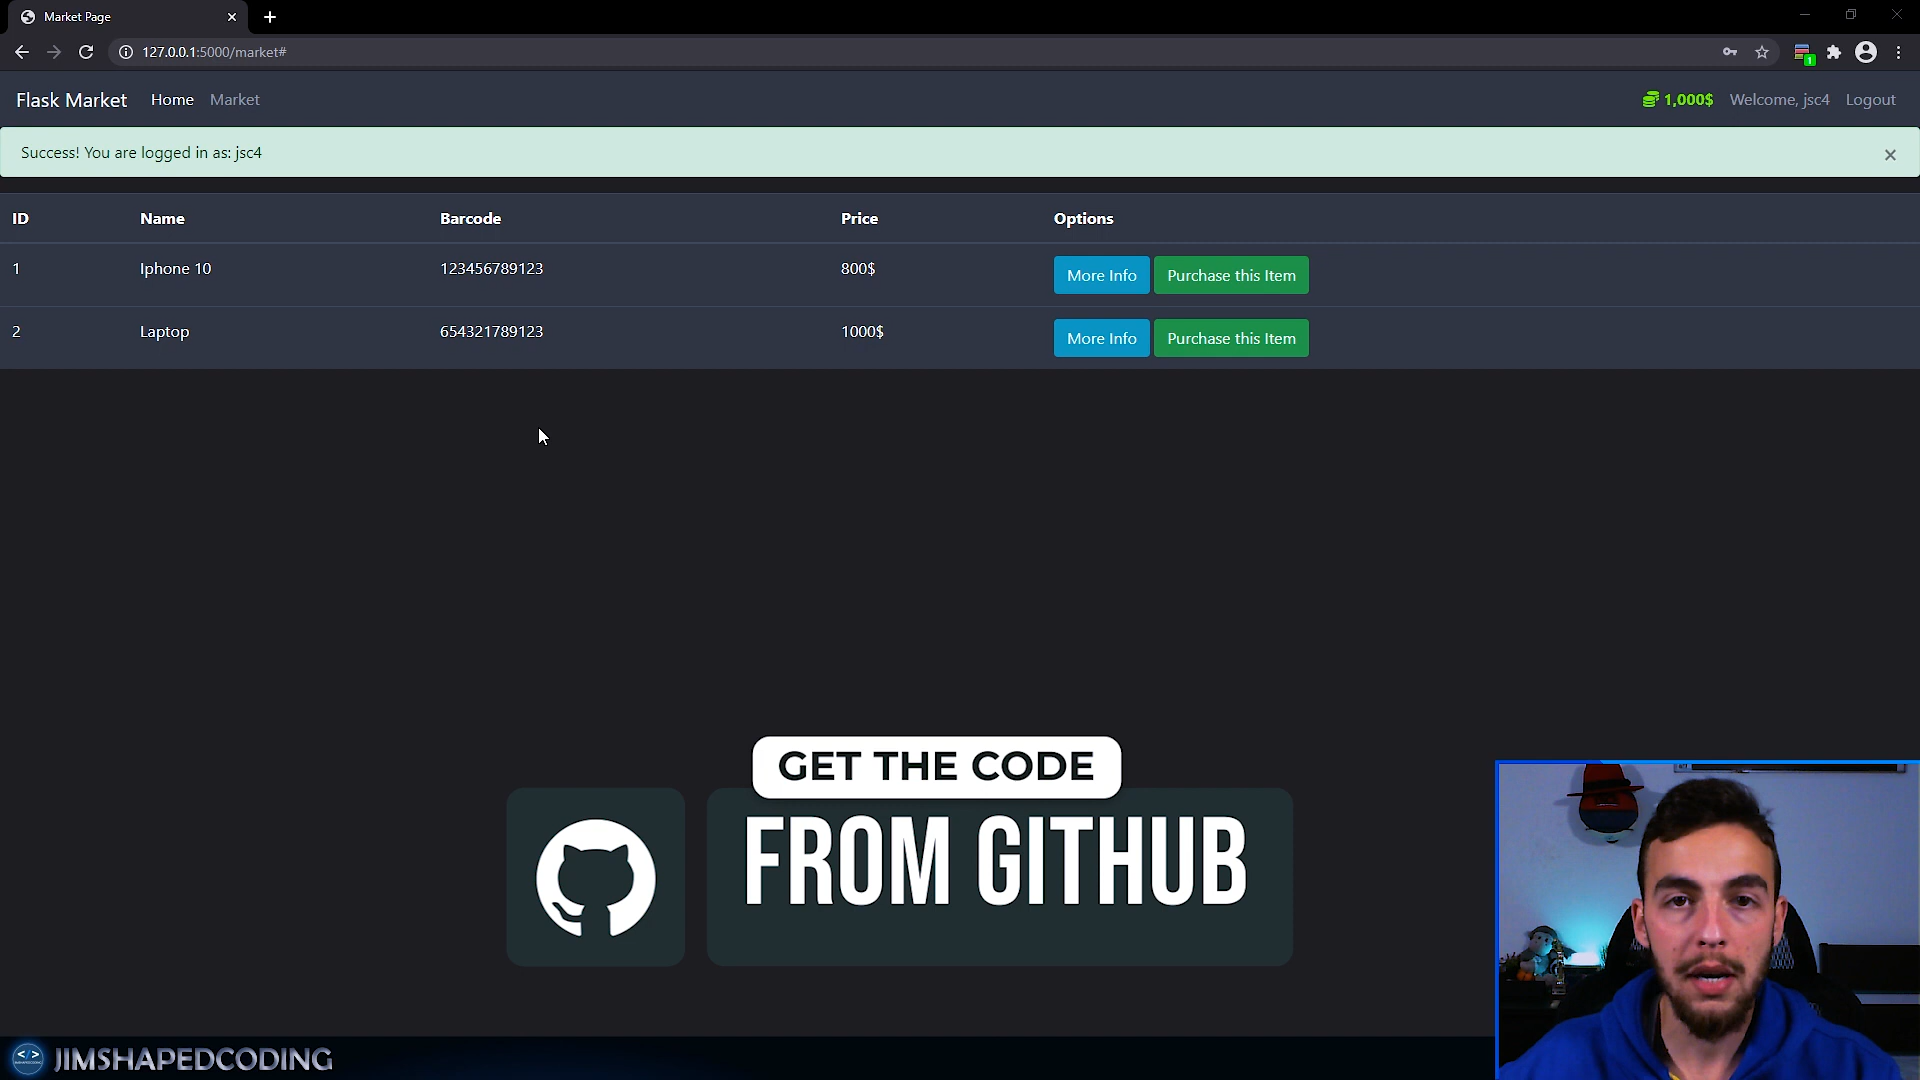 Market Page
127.0.0.1:5000/market#
1
Flask Market Home Market 1,000$ Welcome, jsc4 Logout
Success! You are logged in as: jsc4
ID Name Barcode Price Options
1 Iphone 10 123456789123 800$ More Info Purchase this Item
2 Laptop 654321789123 1000$ More Info Purchase this Item
GET THE CODE
FROM GITHUB
</> JIMSHAPEDCODING